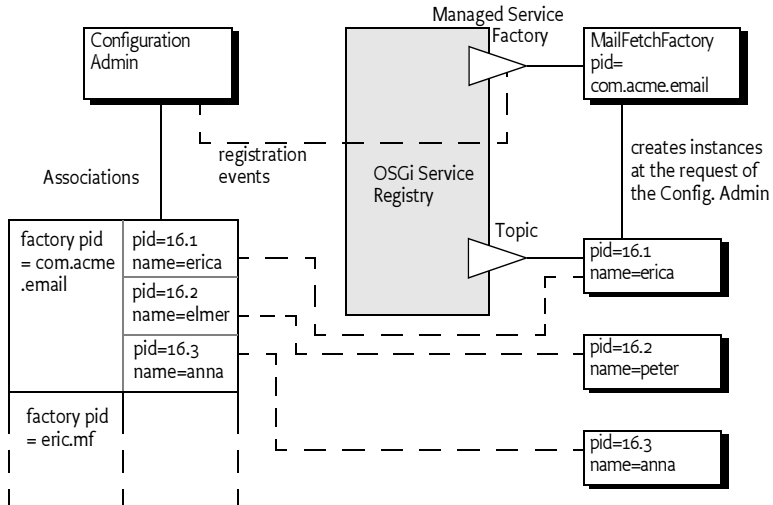 Managed Service
Factory
Configuration
Admin
MailFetchFactory
pid=
com.acme.email
registration
events
OSGi Service
Registry
creates instances
at the request of
the Config. Admin
Associations
Topic
factory pid
= com.acme
.email
pid=16.1
name=erica
pid=16.2
name=elmer
pid=16.3
name=anna
factory pid
= eric.mf
pid=16.1
name=erica
pid=16.2
name=peter
pid=16.3
name=anna